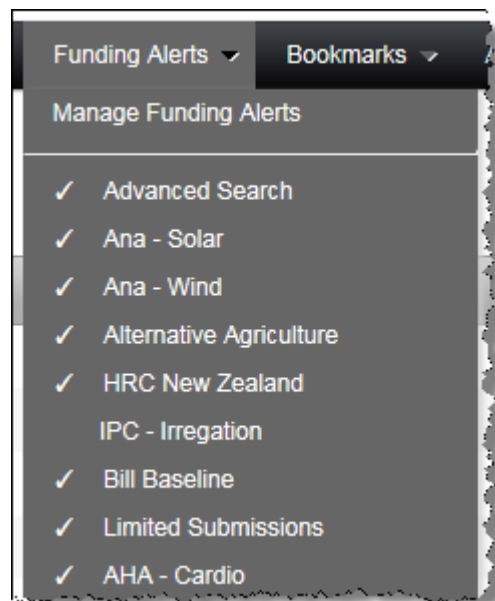 Funding Alerts Bookmarks
Manage Funding Alerts
✓ Advanced Search
✓ Ana - Solar
✓ Ana - Wind
✓ Alternative Agriculture
✓ HRC New Zealand
IPC - Irregation
✓ Bill Baseline
✓ Limited Submissions
✓ AHA - Cardio